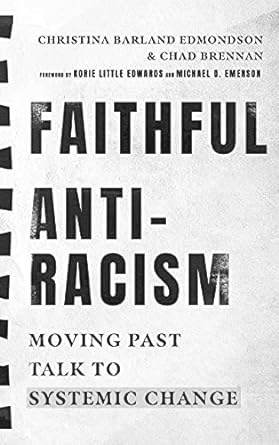 CHRISTINA BARLAND EDMONDSON
& CHAD BRENNAN
FOREWORD BY KORIE LITTLE EDWARDS AND MICHAEL O. EMERSON
FAITHFUL
ANTI-
RACISM
MOVING PAST
TALK TO
SYSTEMIC CHANGE